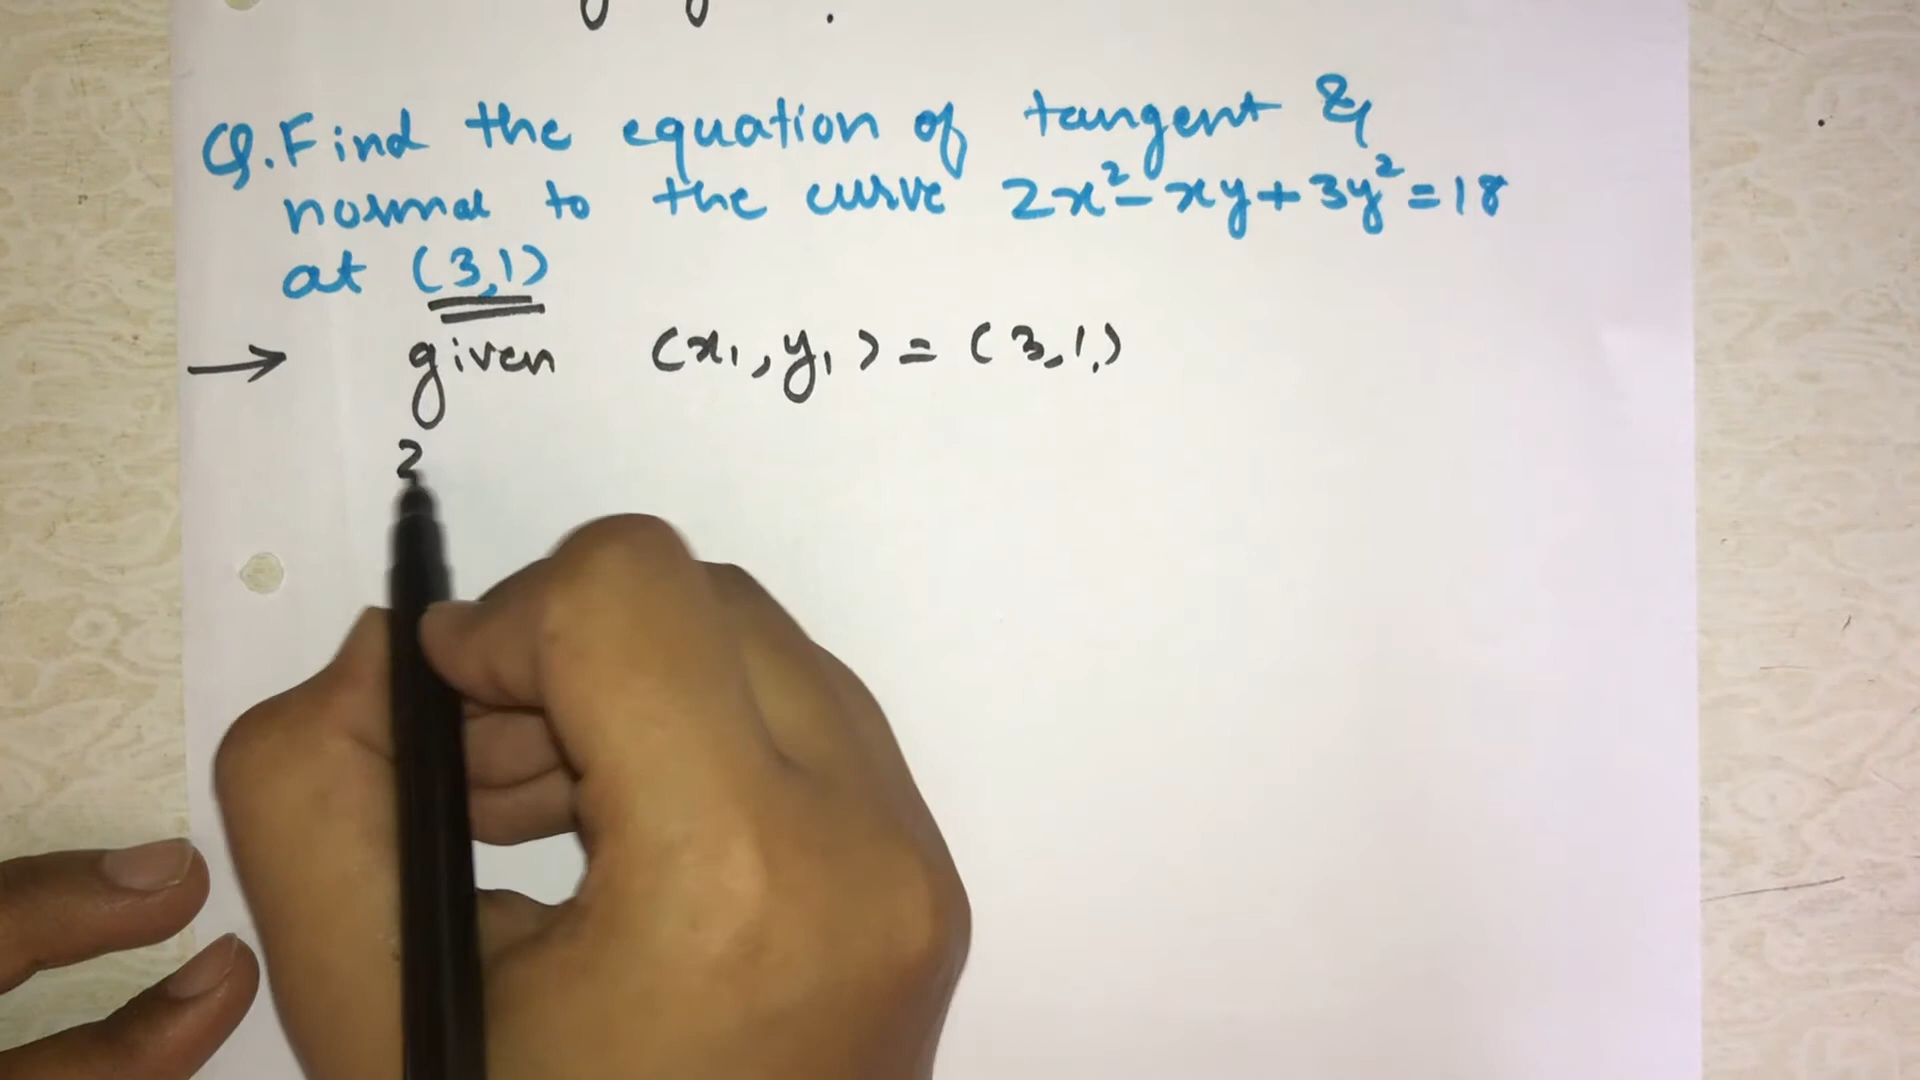 Q. Find the equation of tangent &
normal to the curve 2x²-xy+3y²=18
at (3,1)
→ given (x₁, y₁) = (3,1)
2